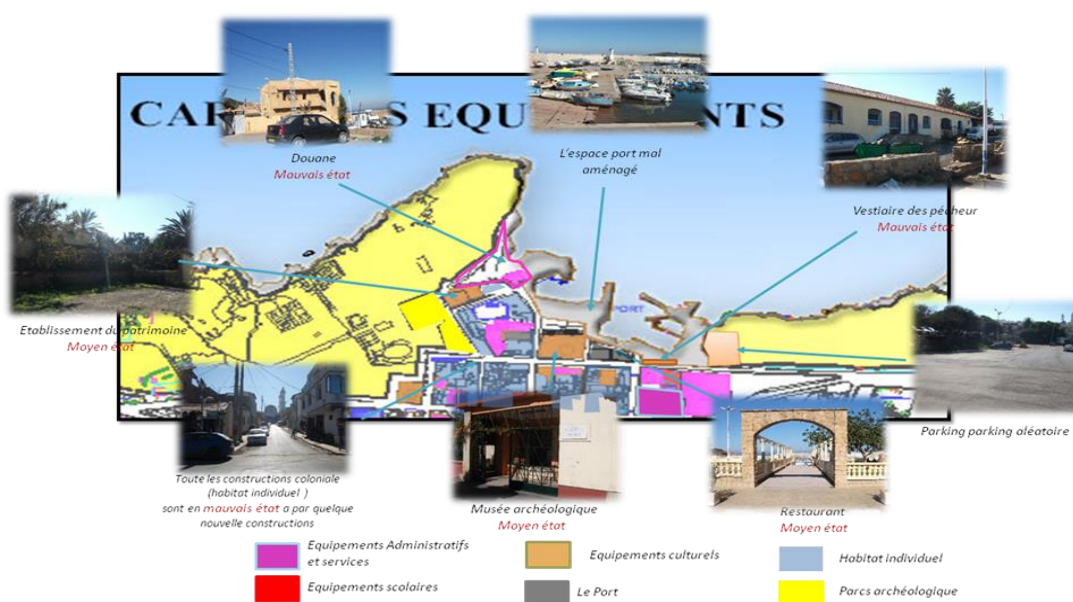 CAR S EQU NTS
Douane
Mauvais état
L'espace port mal
aménagé
Vestiaire des pécheur
Mauvais état
Etablissement du patrimoine
Moyen état
PORT
Parking parking aléatoire
Toute les constructions coloniale
(habitat individuel )
sont en mauvais état a par quelque
nouvelle constructions
Musée archéologique
Moyen état
Restaurant
Moyen état
Equipements Administratifs
et services
Equipements culturels
Habitat individuel
Equipements scolaires
Le Port
Parcs archéologique